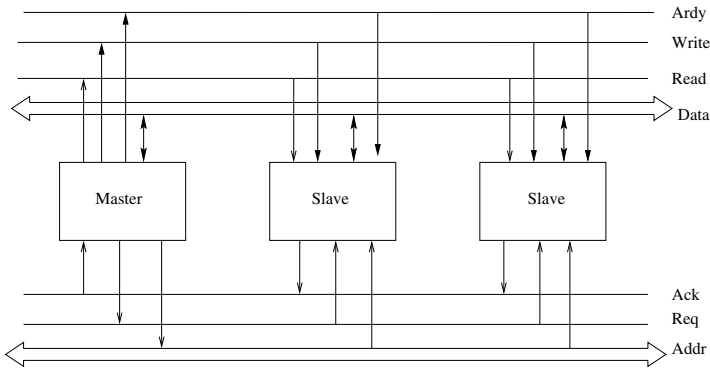 Ardy
Write
Read
Data
Master
Slave
Slave
Ack
Req
Addr